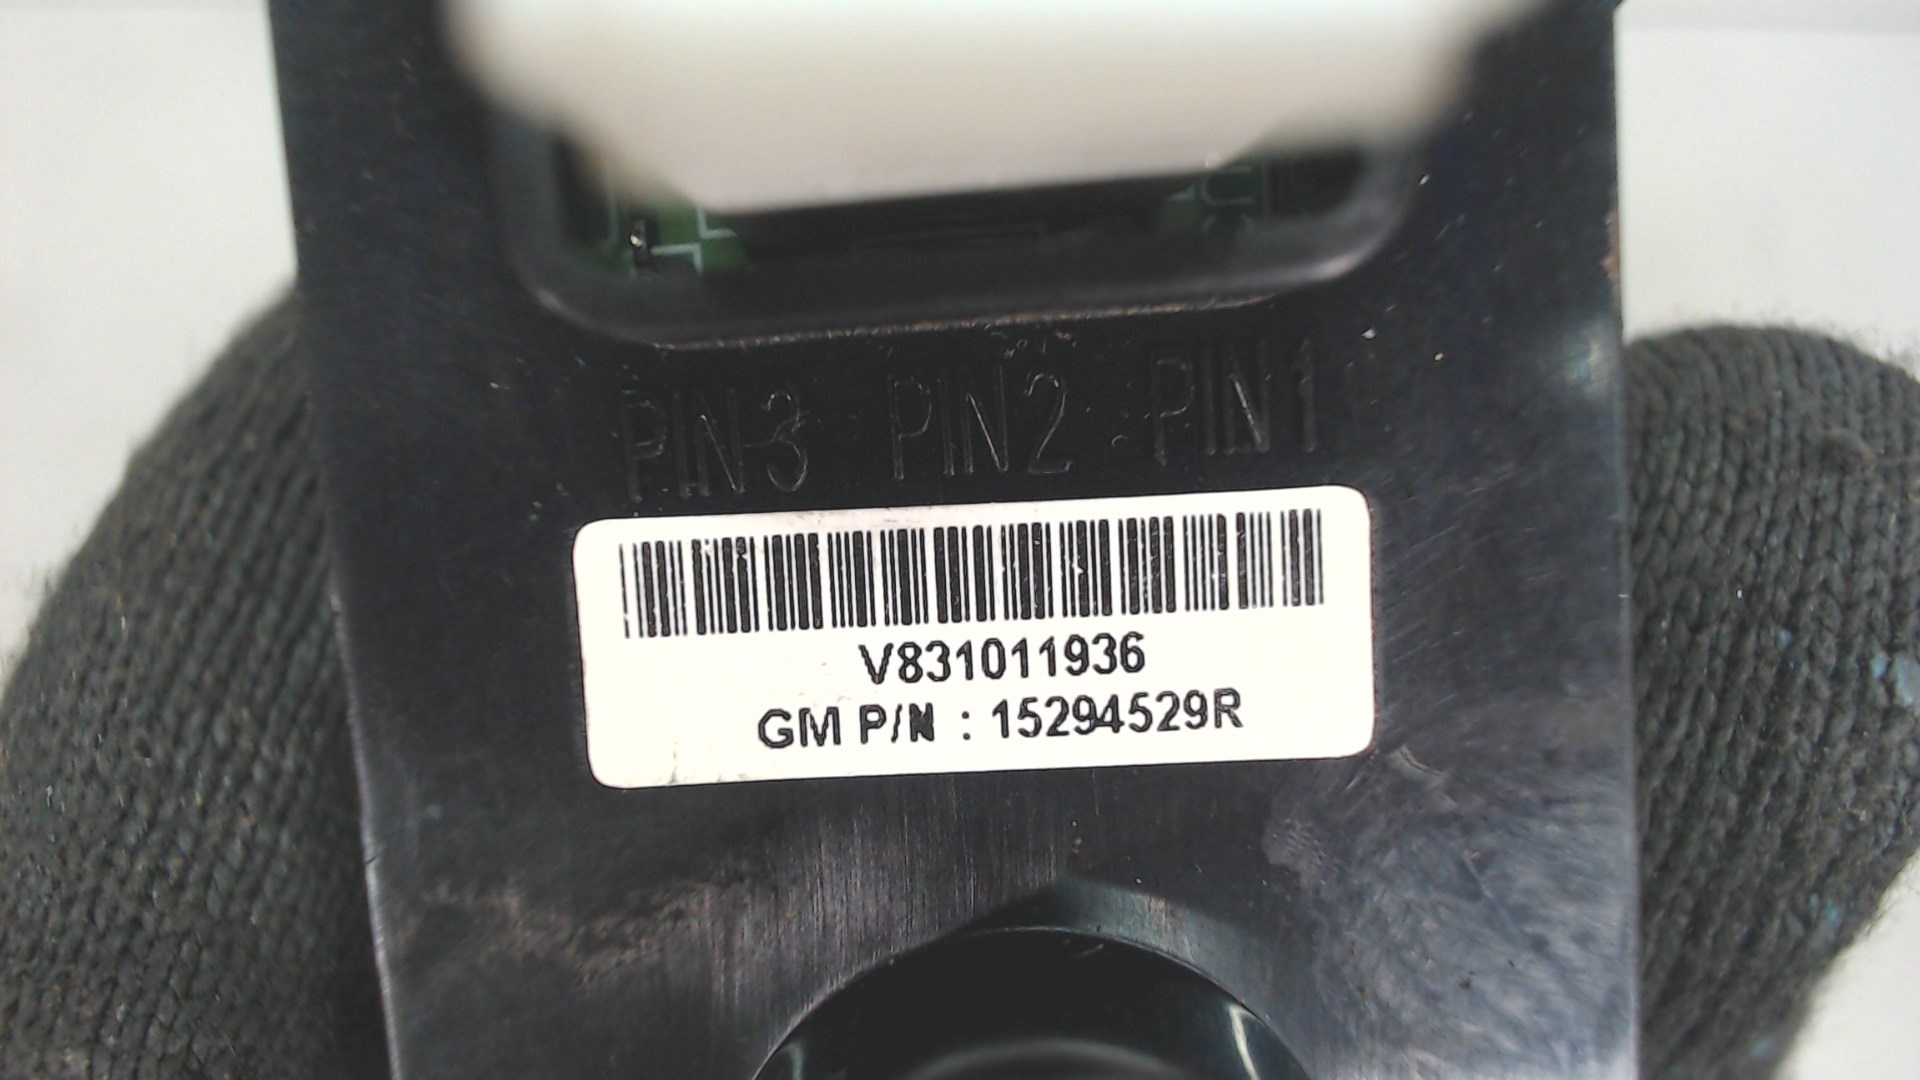 PIN3 PIN2 PIN1
V831011936
GM P/N : 15294529R